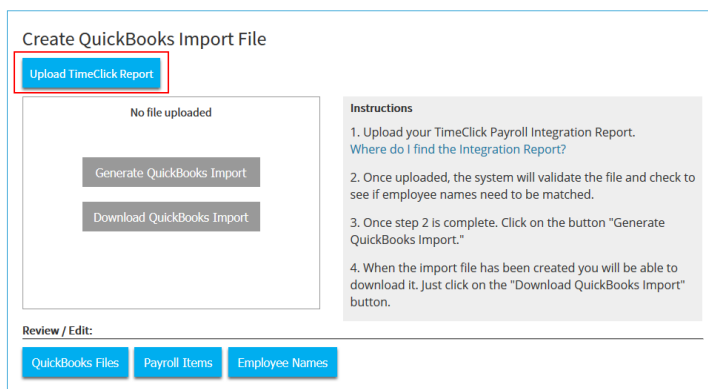 Create QuickBooks Import File
Upload TimeClick Report
No file uploaded
Generate QuickBooks Import
Download QuickBooks Import
Instructions
1. Upload your TimeClick Payroll Integration Report.
Where do I find the Integration Report?
2. Once uploaded, the system will validate the file and check to
see if employee names need to be matched.
3. Once step 2 is complete. Click on the button "Generate
QuickBooks Import."
4. When the import file has been created you will be able to
download it. Just click on the "Download QuickBooks Import"
button.
Review / Edit:
QuickBooks Files
Payroll Items
Employee Names